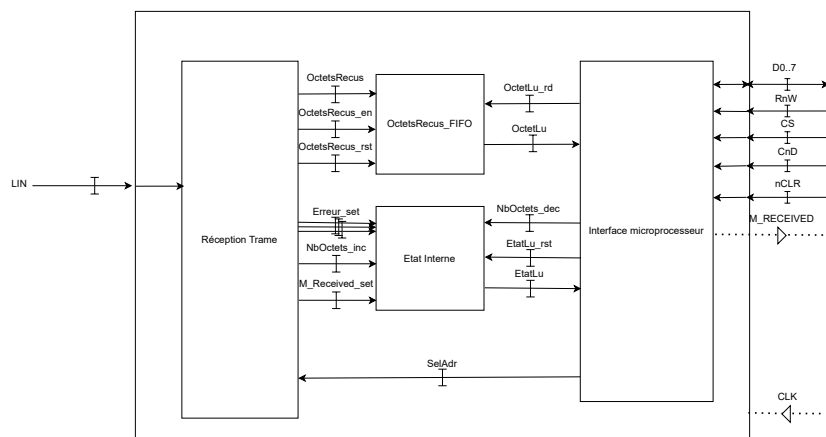 OctetsRecus
OctetLu_rd
D0..7
RnW
OctetsRecus_en
OctetsRecus_FIFO
CS
OctetLu
OctetsRecus_rst
CnD
LIN
nCLR
Erreur_set
NbOctets_dec
M_RECEIVED
Réception Trame
Interface microprocesseur
NbOctets_inc
Etat Interne
EtatLu_rst
M_Received_set
EtatLu
SelAdr
CLK